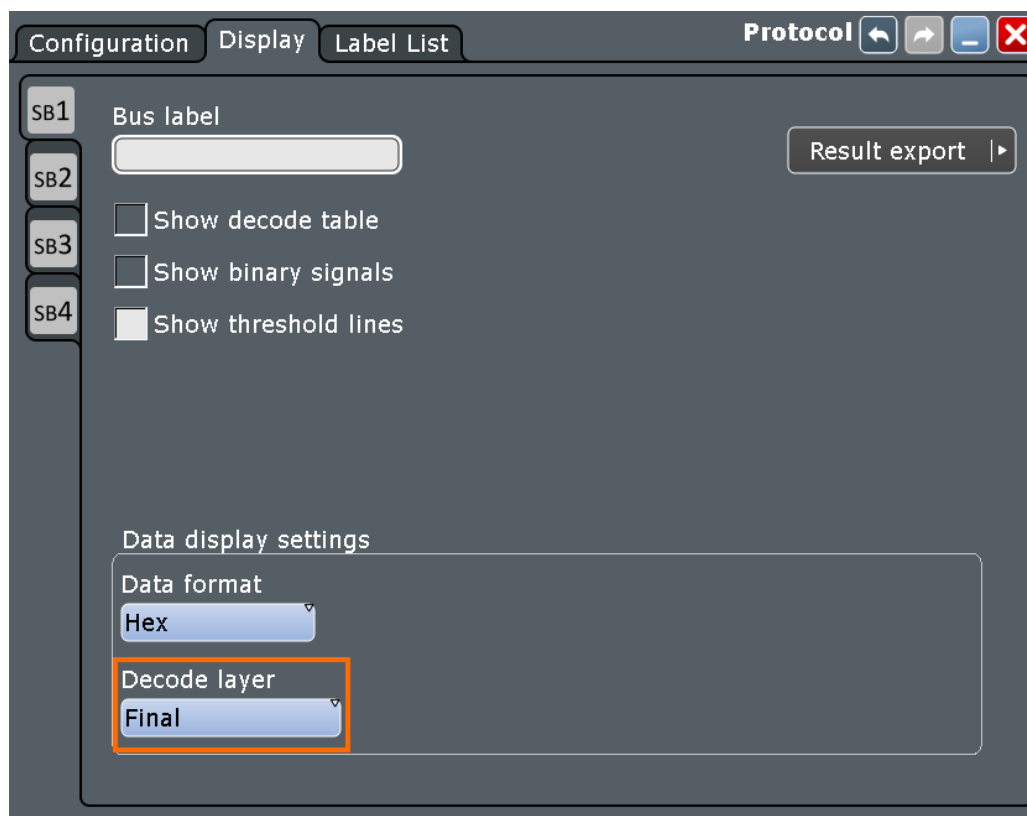 Configuration Display Label List Protocol
SB1
Bus label
Result export
SB2
Show decode table
SB3
Show binary signals
SB4
Show threshold lines
Data display settings
Data format
Hex
Decode layer
Final